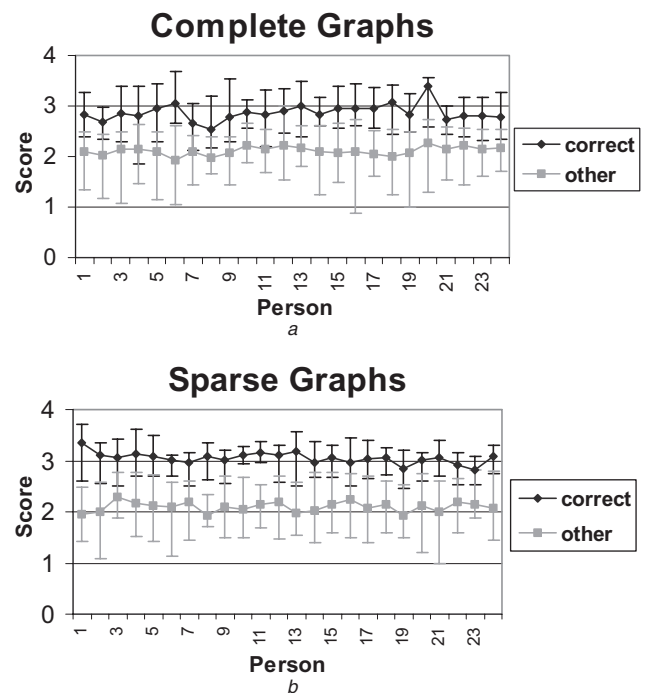 Complete Graphs
4
3
2
1
0
Score
1 3 5 7 9 11 13 15 17 19 21 23
Person
correct
other
a
Sparse Graphs
4
3
2
1
0
Score
1 3 5 7 9 11 13 15 17 19 21 23
Person
correct
other
b